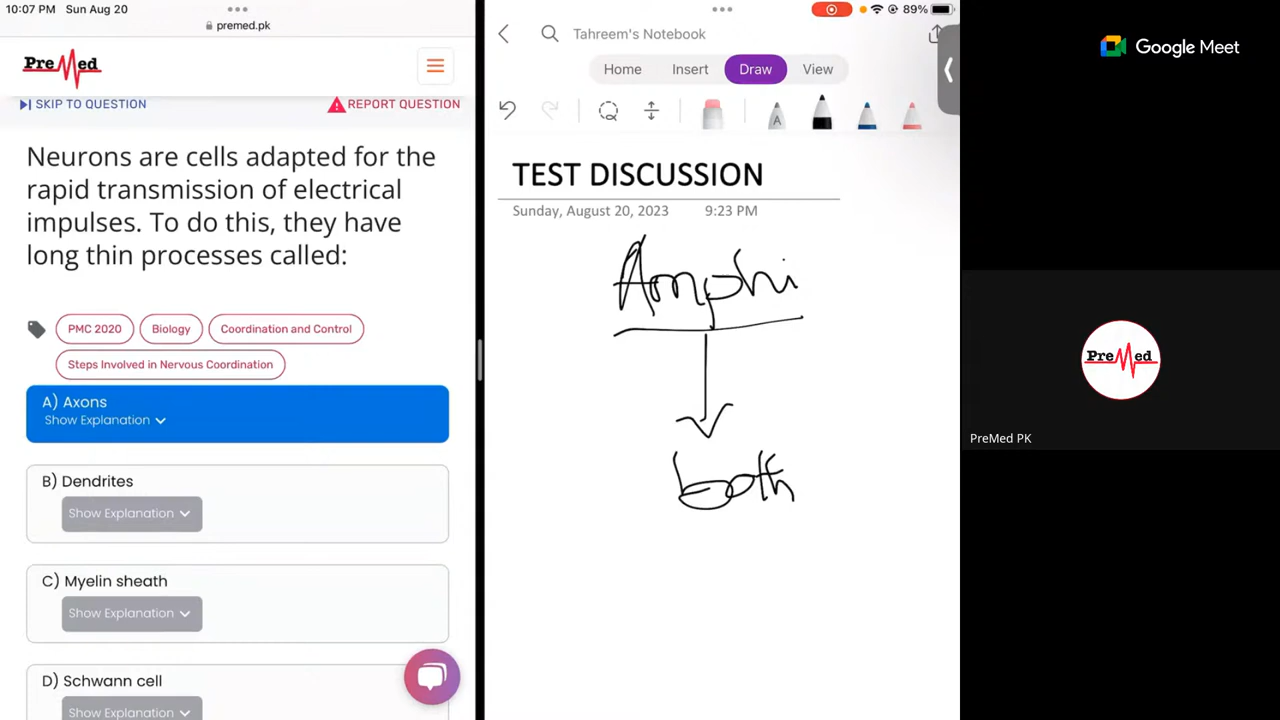 10:07 PM Sun Aug 20
premed.pk
PreMed
SKIP TO QUESTION
REPORT QUESTION
Neurons are cells adapted for the
rapid transmission of electrical
impulses. To do this, they have
long thin processes called:
PMC 2020
Biology
Coordination and Control
Steps Involved in Nervous Coordination
A) Axons
Show Explanation
B) Dendrites
Show Explanation
C) Myelin sheath
Show Explanation
D) Schwann cell
Show Explanation
89%
Tahreem's Notebook
Home Insert Draw View
A
TEST DISCUSSION
Sunday, August 20, 2023 9:23 PM
Amphi
both
Google Meet
PreMed
PreMed PK